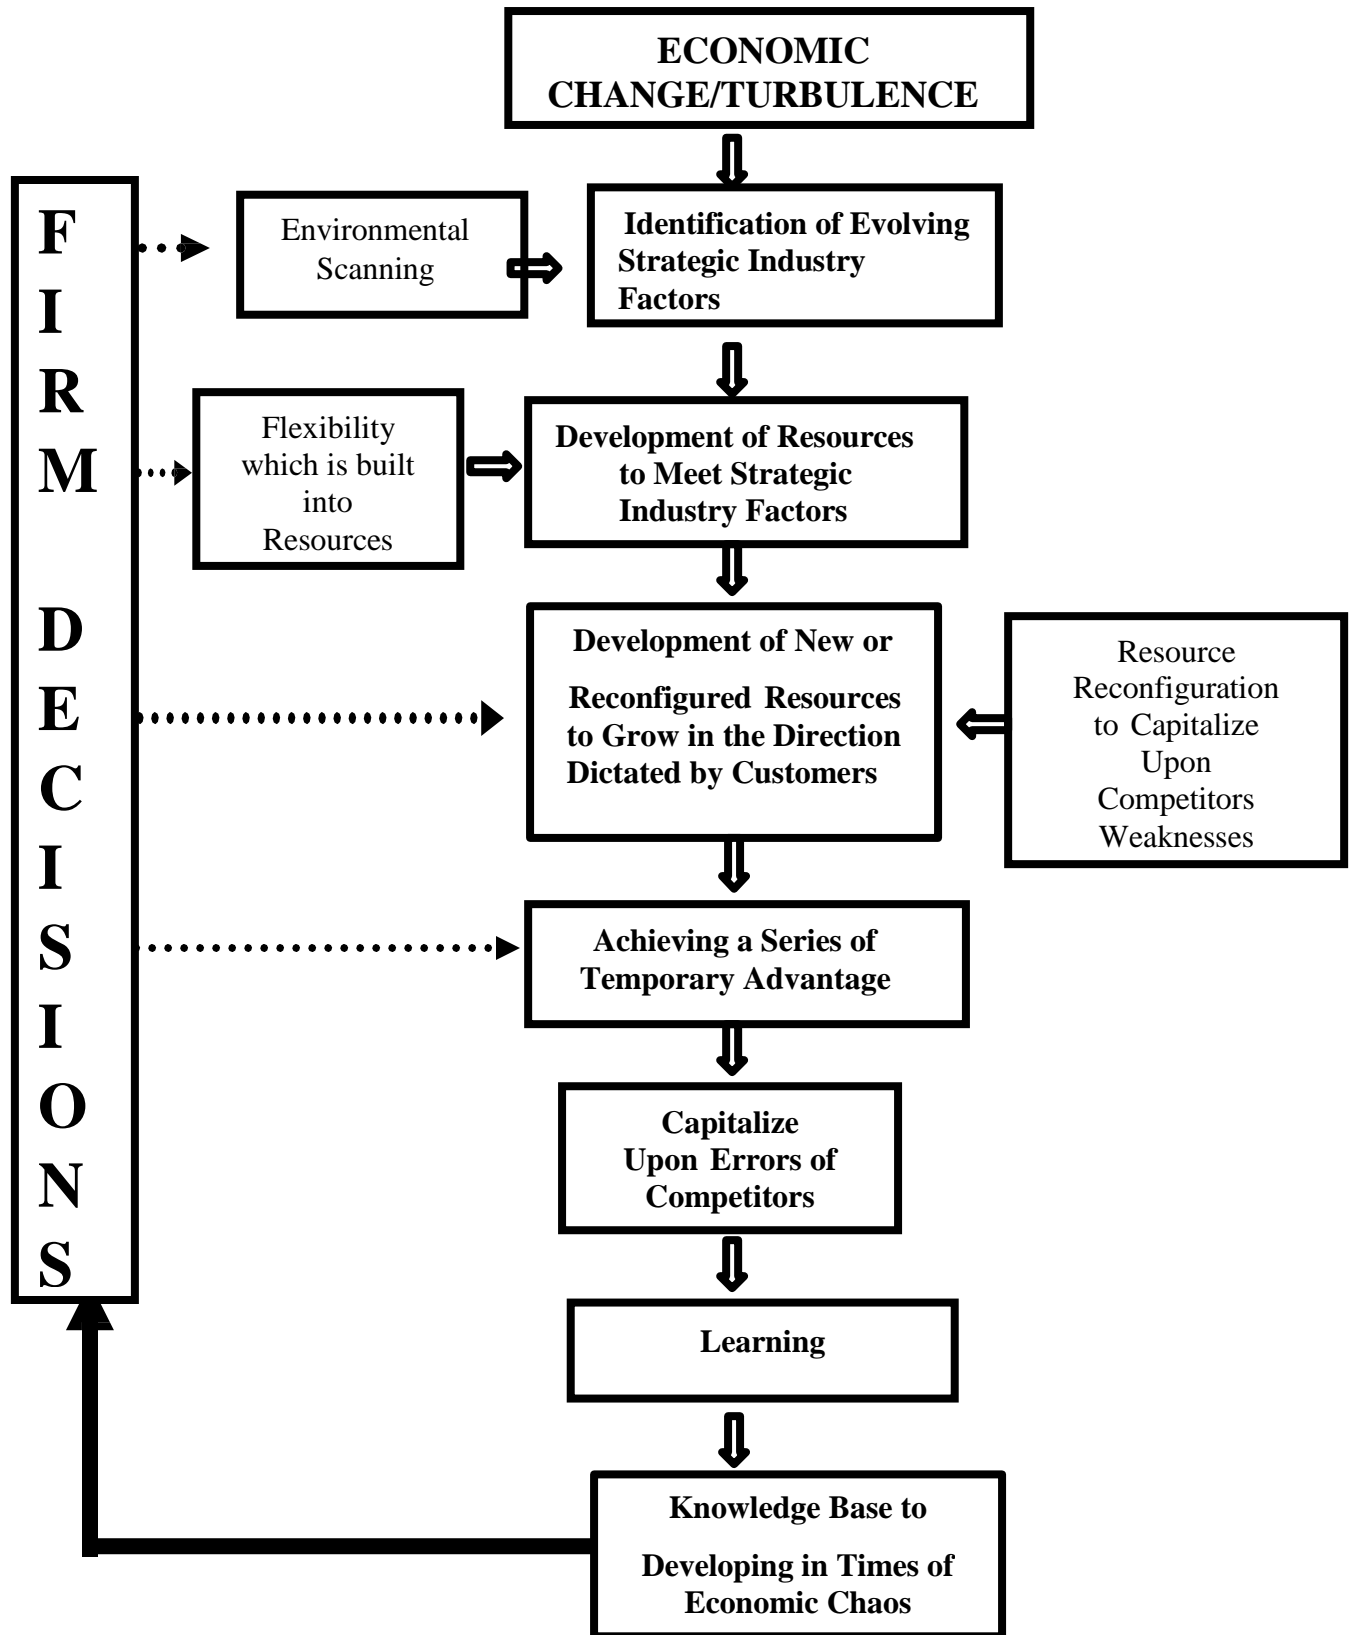 ECONOMIC
CHANGE/TURBULENCE
F
I
R
M
D
E
C
I
S
I
O
N
S
Environmental
Scanning
Identification of Evolving
Strategic Industry
Factors
Flexibility
which is built
into
Resources
Development of Resources
to Meet Strategic
Industry Factors
Development of New or
Reconfigured Resources
to Grow in the Direction
Dictated by Customers
Resource
Reconfiguration
to Capitalize
Upon
Competitors
Weaknesses
Achieving a Series of
Temporary Advantage
Capitalize
Upon Errors of
Competitors
Learning
Knowledge Base to
Developing in Times of
Economic Chaos